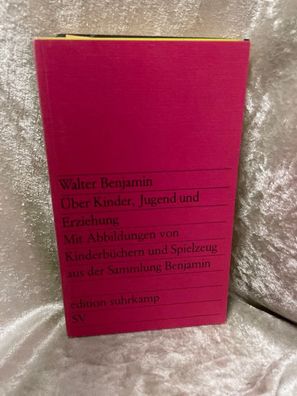 Walter Benjamin
Über Kinder, Jugend und
Erziehung
Mit Abbildungen von
Kinderbüchern und Spielzeug
aus der Sammlung Benjamin
edition suhrkamp
SV